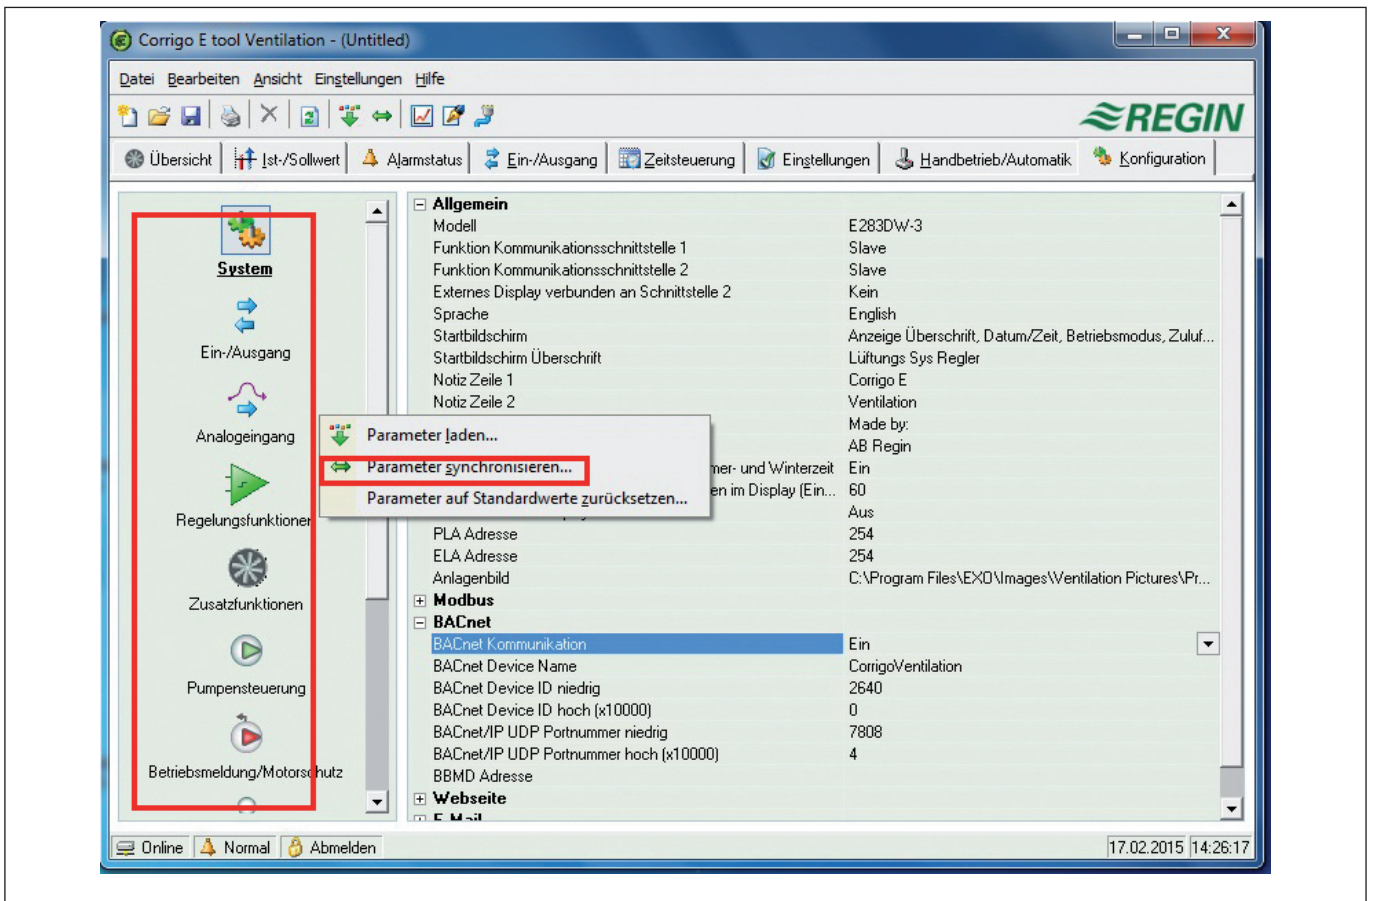 Corrigo E tool Ventilation - (Untitled)
Datei Bearbeiten Ansicht Einstellungen Hilfe
REGIN
Übersicht Ist-/Sollwert Alarmstatus Ein-/Ausgang Zeitsteuerung Einstellungen Handbetrieb/Automatik Konfiguration
System
Ein-/Ausgang
Analogeingang
Regelungsfunktionen
Zusatzfunktionen
Pumpensteuerung
Betriebsmeldung/Motorschutz
Parameter laden...
Parameter synchronisieren...
Parameter auf Standardwerte zurücksetzen...
Allgemein
Modell E283DW-3
Funktion Kommunikationsschnittstelle 1 Slave
Funktion Kommunikationsschnittstelle 2 Slave
Externes Display verbunden an Schnittstelle 2 Kein
Sprache English
Startbildschirm Anzeige Überschrift, Datum/Zeit, Betriebsmodus, Zuluf...
Startbildschirm Überschrift Lüftungs Sys Regler
Notiz Zeile 1 Corrigo E
Notiz Zeile 2 Ventilation
Made by:
AB Regin
mer- und Winterzeit Ein
en im Display (Ein... 60
Aus
PLA Adresse 254
ELA Adresse 254
Anlagenbild C:\Program Files\EXO\Images\Ventilation Pictures\Pr...
Modbus
BACnet
BACnet Kommunikation Ein
BACnet Device Name CorrigoVentilation
BACnet Device ID niedrig 2640
BACnet Device ID hoch (x10000) 0
BACnet/IP UDP Portnummer niedrig 7808
BACnet/IP UDP Portnummer hoch (x10000) 4
BBMD Adresse
Webseite
E-Mail
Online Normal Abmelden 17.02.2015 14:26:17